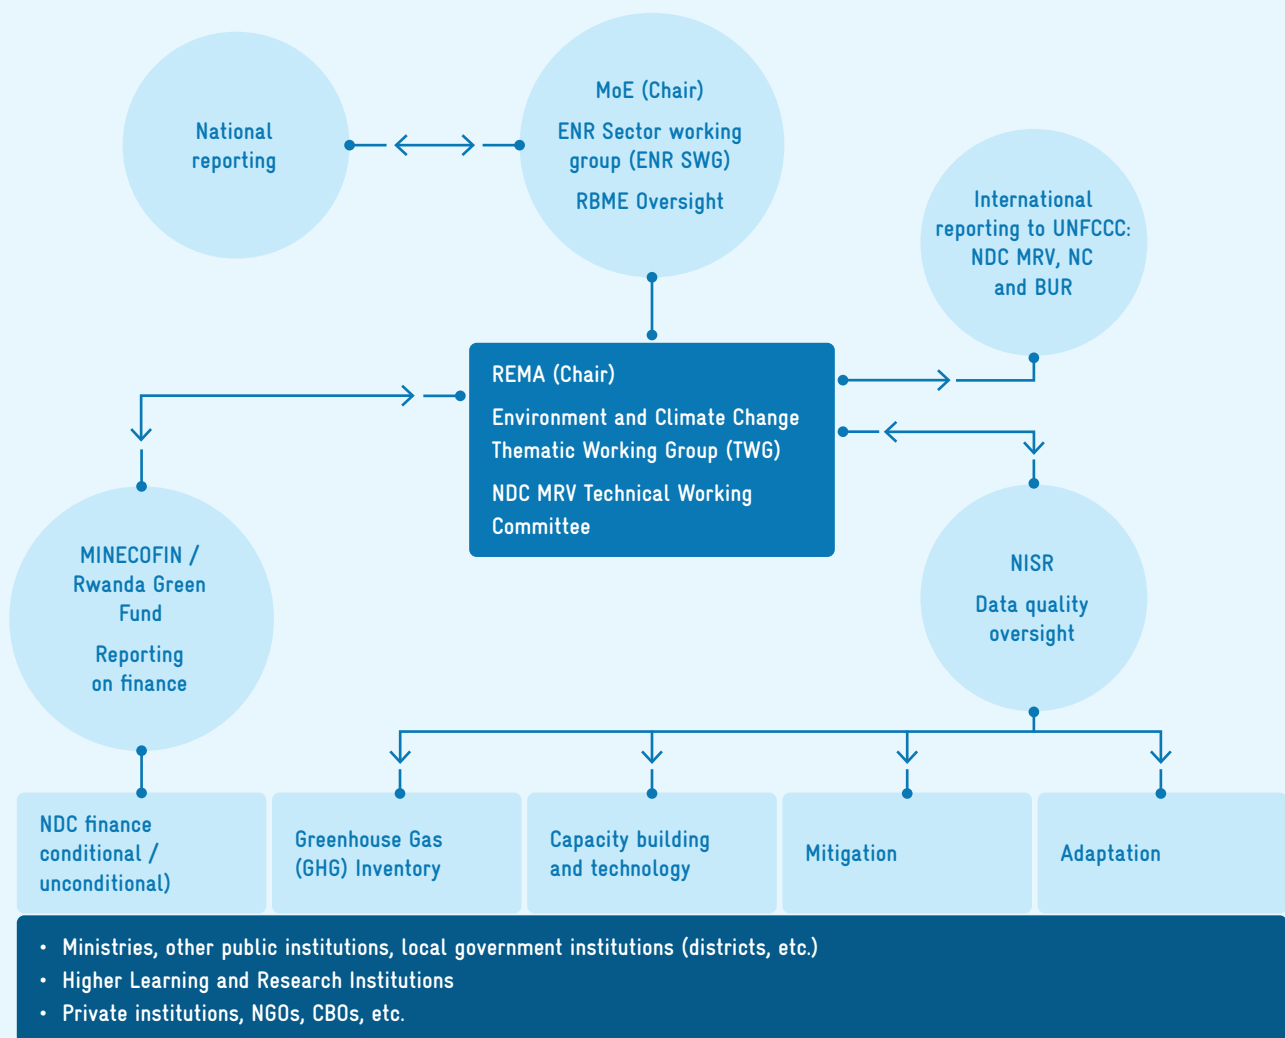 National
reporting
MoE (Chair)
ENR Sector working
group (ENR SWG)
RBME Oversight
International
reporting to UNFCCC:
NDC MRV, NC
and BUR
REMA (Chair)
Environment and Climate Change
Thematic Working Group (TWG)
NDC MRV Technical Working
Committee
MINECOFIN /
Rwanda Green
Fund
Reporting
on finance
NISR
Data quality
oversight
NDC finance
conditional /
unconditional)
Greenhouse Gas
(GHG) Inventory
Capacity building
and technology
Mitigation
Adaptation
• Ministries, other public institutions, local government institutions (districts, etc.)
• Higher Learning and Research Institutions
• Private institutions, NGOs, CBOs, etc.